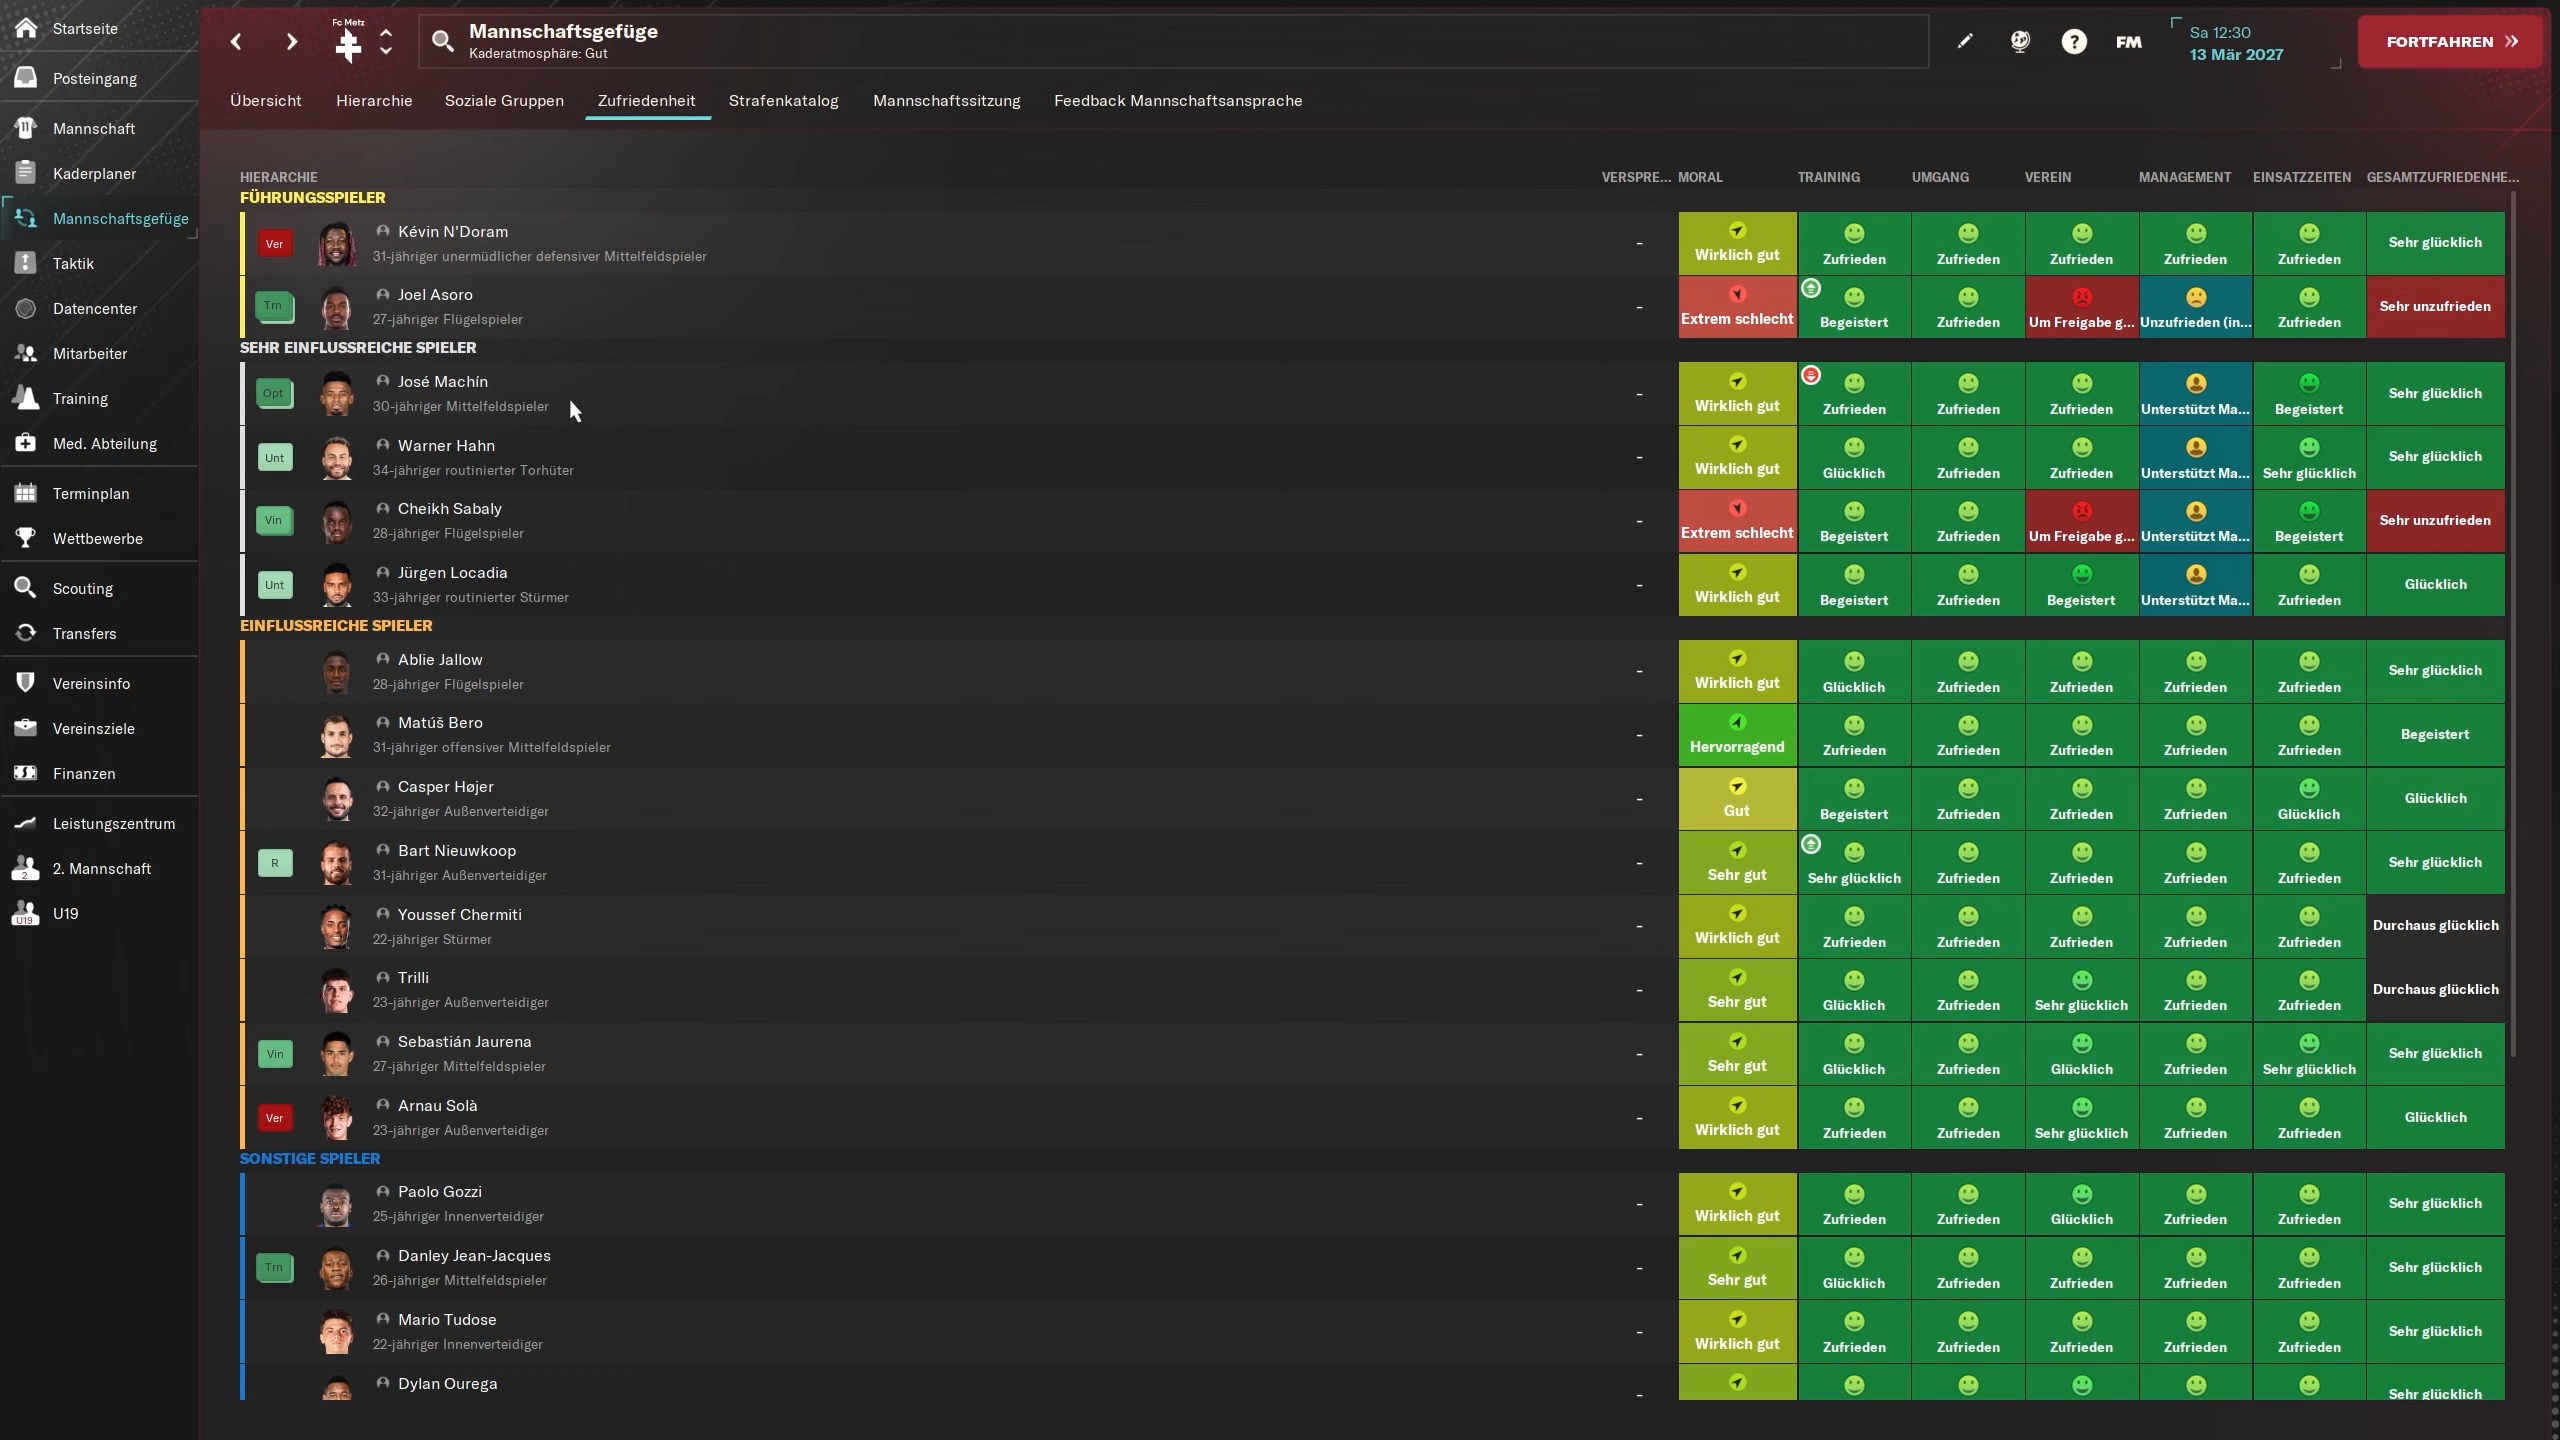 Startseite
Posteingang
Mannschaft
Kaderplaner
Mannschaftsgefüge
Taktik
Datencenter
Mitarbeiter
Training
Med. Abteilung
Terminplan
Wettbewerbe
Scouting
Transfers
Vereinsinfo
Vereinsziele
Finanzen
Leistungszentrum
2 2. Mannschaft
U19 U19
Fc Metz
Mannschaftsgefüge
Kaderatmosphäre: Gut
? FM
Sa 12:30
13 Mär 2027
FORTFAHREN
Übersicht Hierarchie Soziale Gruppen Zufriedenheit Strafenkatalog Mannschaftssitzung Feedback Mannschaftsansprache
HIERARCHIE VERSPRE... MORAL TRAINING UMGANG VEREIN MANAGEMENT EINSATZZEITEN GESAMTZUFRIEDENHE...
FÜHRUNGSSPIELER
Ver Kévin N'Doram
31-jähriger unermüdlicher defensiver Mittelfeldspieler
- Wirklich gut Zufrieden Zufrieden Zufrieden Zufrieden Zufrieden Sehr glücklich
Trn Joel Asoro
27-jähriger Flügelspieler
- Extrem schlecht Begeistert Zufrieden Um Freigabe g... Unzufrieden (in... Zufrieden Sehr unzufrieden
SEHR EINFLUSSREICHE SPIELER
Opt José Machín
30-jähriger Mittelfeldspieler
- Wirklich gut Zufrieden Zufrieden Zufrieden Unterstützt Ma... Begeistert Sehr glücklich
Unt Warner Hahn
34-jähriger routinierter Torhüter
- Wirklich gut Glücklich Zufrieden Zufrieden Unterstützt Ma... Sehr glücklich Sehr glücklich
Vin Cheikh Sabaly
28-jähriger Flügelspieler
- Extrem schlecht Begeistert Zufrieden Um Freigabe g... Unterstützt Ma... Begeistert Sehr unzufrieden
Unt Jürgen Locadia
33-jähriger routinierter Stürmer
- Wirklich gut Begeistert Zufrieden Begeistert Unterstützt Ma... Zufrieden Glücklich
EINFLUSSREICHE SPIELER
Ablie Jallow
28-jähriger Flügelspieler
- Wirklich gut Glücklich Zufrieden Zufrieden Zufrieden Zufrieden Sehr glücklich
Matúš Bero
31-jähriger offensiver Mittelfeldspieler
- Hervorragend Zufrieden Zufrieden Zufrieden Zufrieden Zufrieden Begeistert
Casper Højer
32-jähriger Außenverteidiger
- Gut Begeistert Zufrieden Zufrieden Zufrieden Glücklich Glücklich
R Bart Nieuwkoop
31-jähriger Außenverteidiger
- Sehr gut Sehr glücklich Zufrieden Zufrieden Zufrieden Zufrieden Sehr glücklich
Youssef Chermiti
22-jähriger Stürmer
- Wirklich gut Zufrieden Zufrieden Zufrieden Zufrieden Zufrieden Durchaus glücklich
Trilli
23-jähriger Außenverteidiger
- Sehr gut Glücklich Zufrieden Sehr glücklich Zufrieden Zufrieden Durchaus glücklich
Vin Sebastián Jaurena
27-jähriger Mittelfeldspieler
- Sehr gut Glücklich Zufrieden Glücklich Zufrieden Sehr glücklich Sehr glücklich
Ver Arnau Solà
23-jähriger Außenverteidiger
- Wirklich gut Zufrieden Zufrieden Sehr glücklich Zufrieden Zufrieden Glücklich
SONSTIGE SPIELER
Paolo Gozzi
25-jähriger Innenverteidiger
- Wirklich gut Zufrieden Zufrieden Glücklich Zufrieden Zufrieden Sehr glücklich
Trn Danley Jean-Jacques
26-jähriger Mittelfeldspieler
- Sehr gut Glücklich Zufrieden Zufrieden Zufrieden Zufrieden Sehr glücklich
Mario Tudose
22-jähriger Innenverteidiger
- Wirklich gut Zufrieden Zufrieden Zufrieden Zufrieden Zufrieden Sehr glücklich
Dylan Ourega
- Sehr glücklich